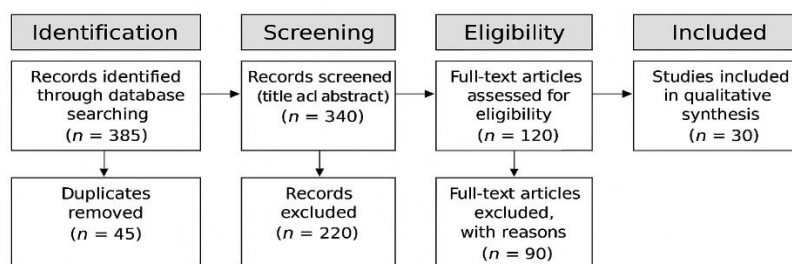 Identification
Records identified
through database
searching
(n = 385)
Duplicates
removed
(n = 45)
Screening
Records screened
(title acl abstract)
(n = 340)
Records
excluded
(n = 220)
Eligibility
Full-text articles
assessed for
eligibility
(n = 120)
Full-text articles
excluded,
with reasons
(n = 90)
Included
Studies included
in qualitative
synthesis
(n = 30)